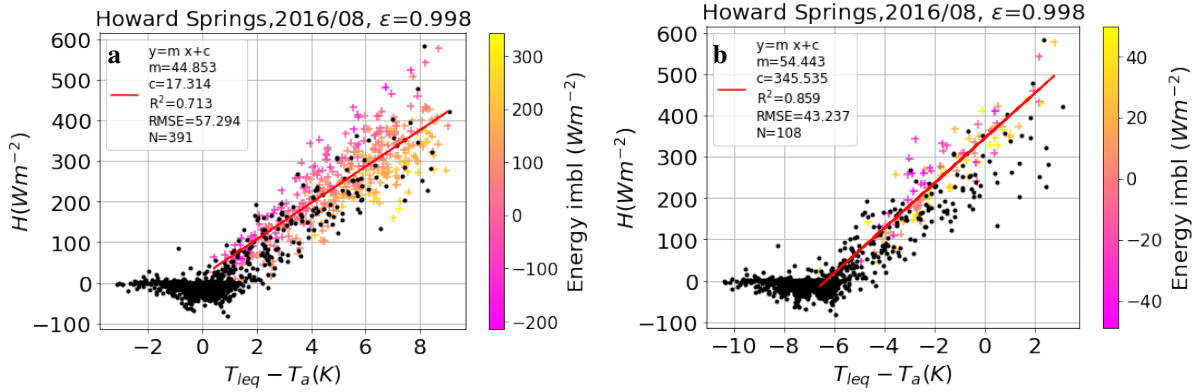 Howard Springs,2016/08, ε=0.998
a
y=m x+c
m=44.853
c=17.314
R²=0.713
RMSE=57.294
N=391
600
500
400
300
200
100
0
−100
H(Wm⁻²)
−2 0 2 4 6 8
T_leq − T_a(K)
300
200
100
0
−100
−200
Energy imbl (Wm⁻²)
Howard Springs,2016/08, ε=0.998
b
y=m x+c
m=54.443
c=345.535
R²=0.859
RMSE=43.237
N=108
600
500
400
300
200
100
0
−100
H(Wm⁻²)
−10 −8 −6 −4 −2 0 2
T_leq − T_a(K)
40
20
0
−20
−40
Energy imbl (Wm⁻²)